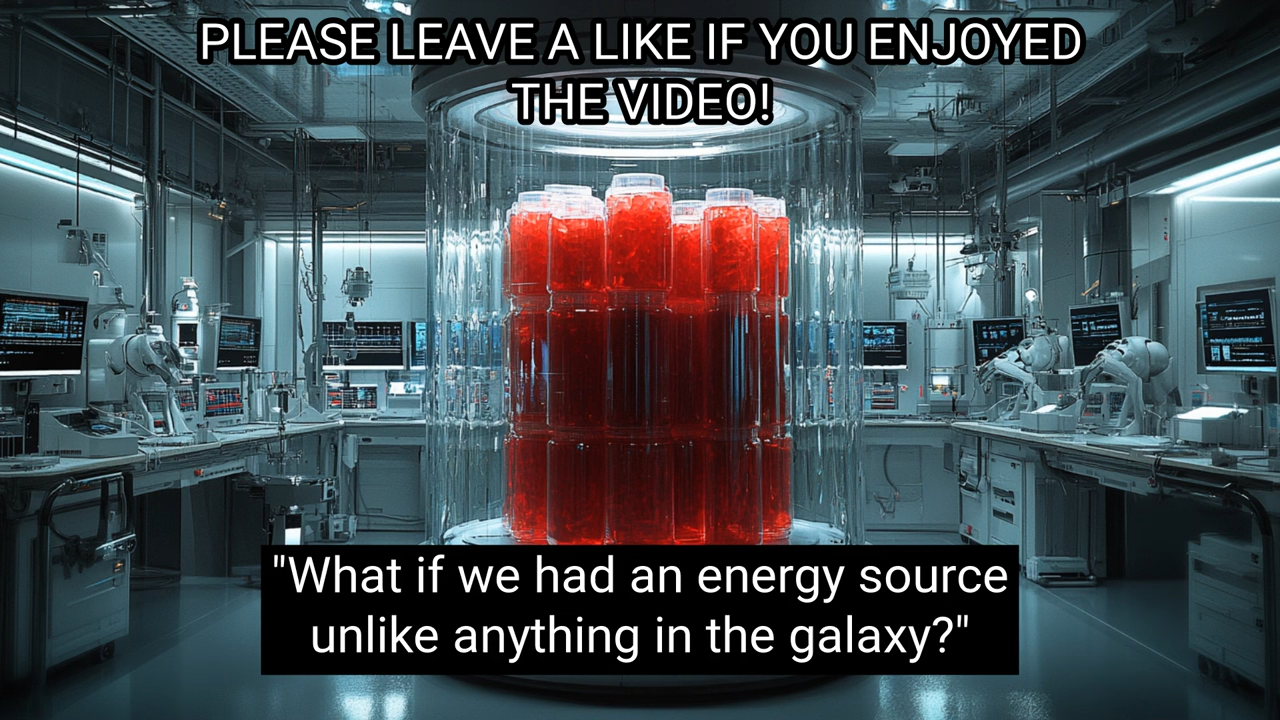 PLEASE LEAVE A LIKE IF YOU ENJOYED
THE VIDEO!
"What if we had an energy source
unlike anything in the galaxy?"